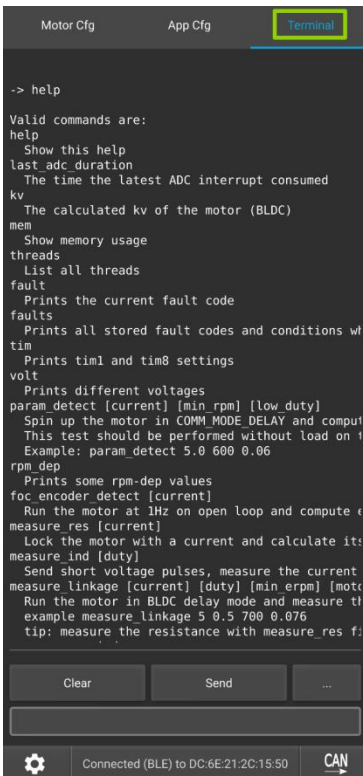 Motor Cfg App Cfg Terminal
-> help
Valid commands are:
help
Show this help
last_adc_duration
The time the latest ADC interrupt consumed
kv
The calculated kv of the motor (BLDC)
mem
Show memory usage
threads
List all threads
fault
Prints the current fault code
faults
Prints all stored fault codes and conditions
tim
Prints tim1 and tim8 settings
volt
Prints different voltages
param_detect [current] [min_rpm] [low_duty]
Spin up the motor in COMM_MODE_DELAY and
This test should be performed without load on
Example: param_detect 5.0 600 0.06
rpm_dep
Prints some rpm-dep values
foc_encoder_detect [current]
Run the motor at 1Hz on open loop and compute
measure_res [current]
Lock the motor with a current and calculate
measure_ind [duty]
Send short voltage pulses, measure the current
measure_linkage [current] [duty] [min_erpm]
Run the motor in BLDC delay mode and measure
example measure_linkage 5 0.5 700 0.076
tip: measure the resistance with measure_res
Clear Send ...
Connected (BLE) to DC:6E:21:2C:15:50 CAN